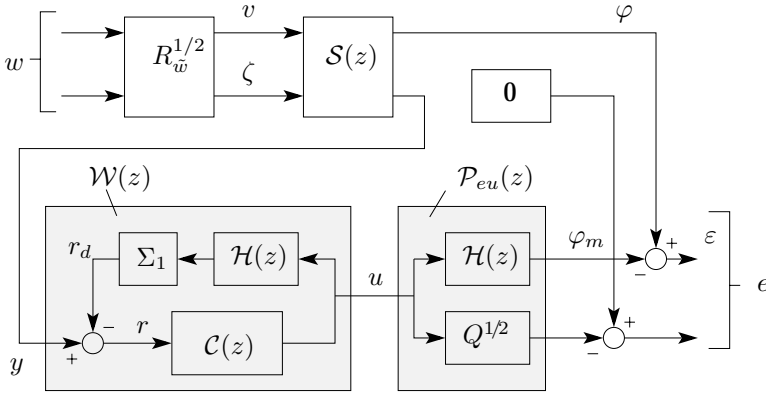 v
φ
w
R_{\tilde{w}}^{1/2}
S(z)
ζ
0
W(z)
P_{eu}(z)
r_d
Σ_1
H(z)
u
H(z)
φ_m
+
ε
−
e
−
r
C(z)
Q^{1/2}
+
−
y
+